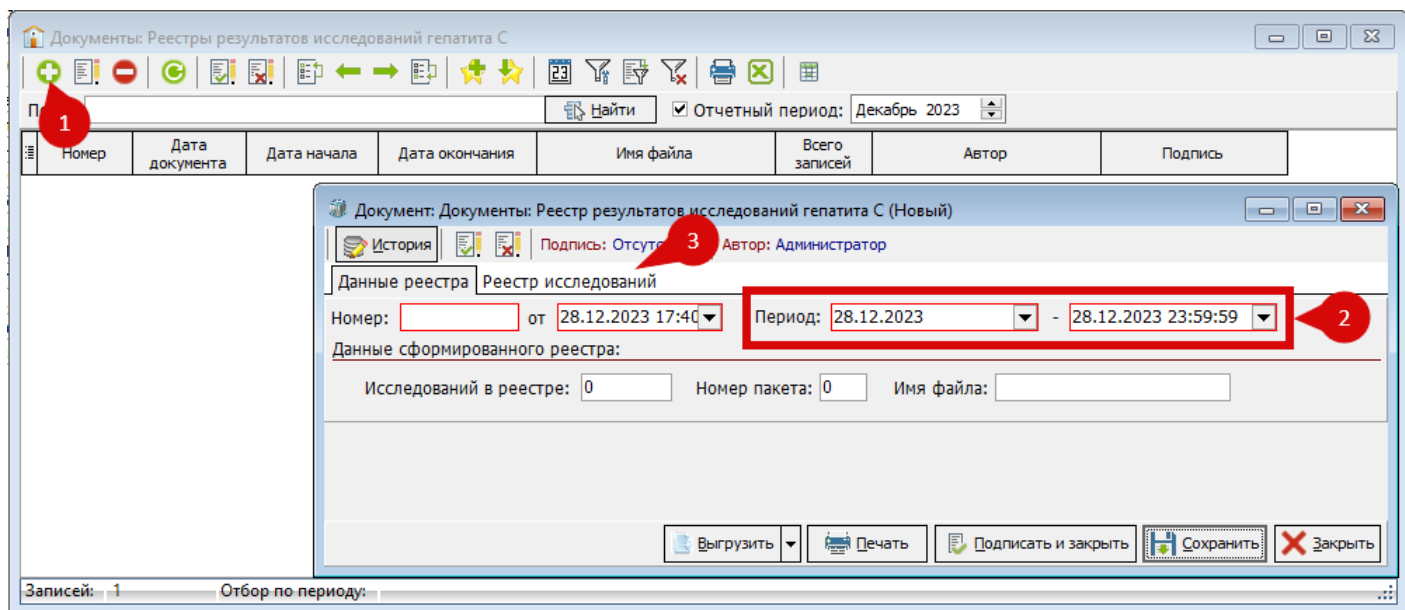 Документы: Реестры результатов исследований гепатита С
23
1
Найти Отчетный период: Декабрь 2023
Номер Дата документа Дата начала Дата окончания Имя файла Всего записей Автор Подпись
Документ: Документы: Реестр результатов исследований гепатита С (Новый)
История Подпись: 3 Автор: Администратор
Данные реестра Реестр исследований
Номер: от 28.12.2023 17:40 Период: 28.12.2023 - 28.12.2023 23:59:59 2
Данные сформированного реестра:
Исследований в реестре: 0 Номер пакета: 0 Имя файла:
Выгрузить Печать Подписать и закрыть Сохранить Закрыть
Записей: 1 Отбор по периоду: